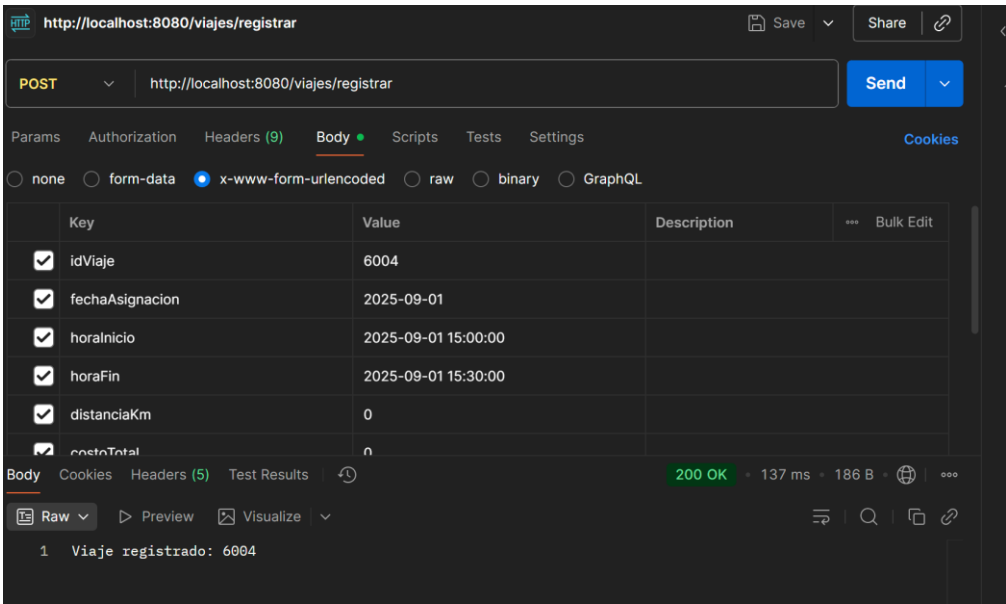 HTTP http://localhost:8080/viajes/registrar Save Share
POST http://localhost:8080/viajes/registrar Send
Params Authorization Headers (9) Body Scripts Tests Settings Cookies
none form-data x-www-form-urlencoded raw binary GraphQL
Key Value Description Bulk Edit
idViaje 6004
fechaAsignacion 2025-09-01
horaInicio 2025-09-01 15:00:00
horaFin 2025-09-01 15:30:00
distanciaKm 0
costoTotal 0
Body Cookies Headers (5) Test Results 200 OK • 137 ms • 186 B
Raw Preview Visualize
1 Viaje registrado: 6004